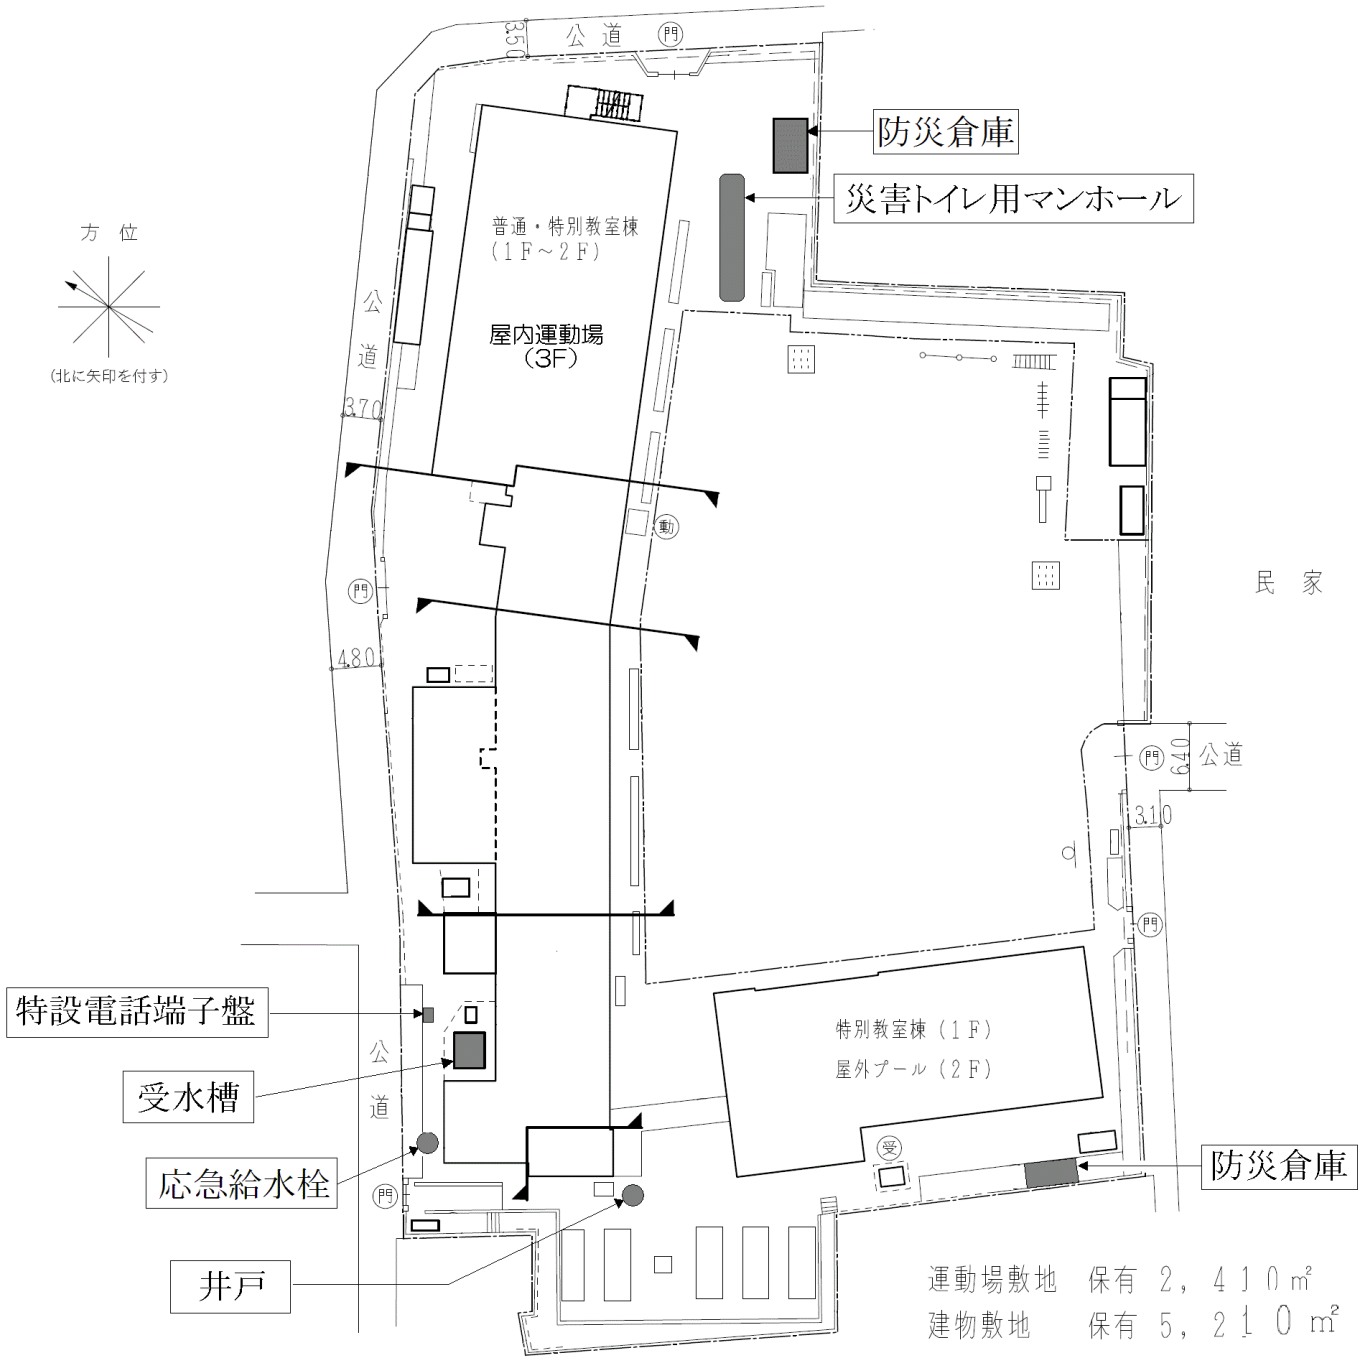 3.50
公道
門
防災倉庫
災害トイレ用マンホール
方位
(北に矢印を付す)
公道
3.70
普通・特別教室棟
(1F～2F)
屋内運動場
(3F)
動
門
4.80
民家
門
6.40
公道
3.10
門
特設電話端子盤
公道
受水槽
応急給水栓
門
井戸
特別教室棟(1F)
屋外プール(2F)
受
防災倉庫
運動場敷地 保有 2,410㎡
建物敷地 保有 5,210㎡